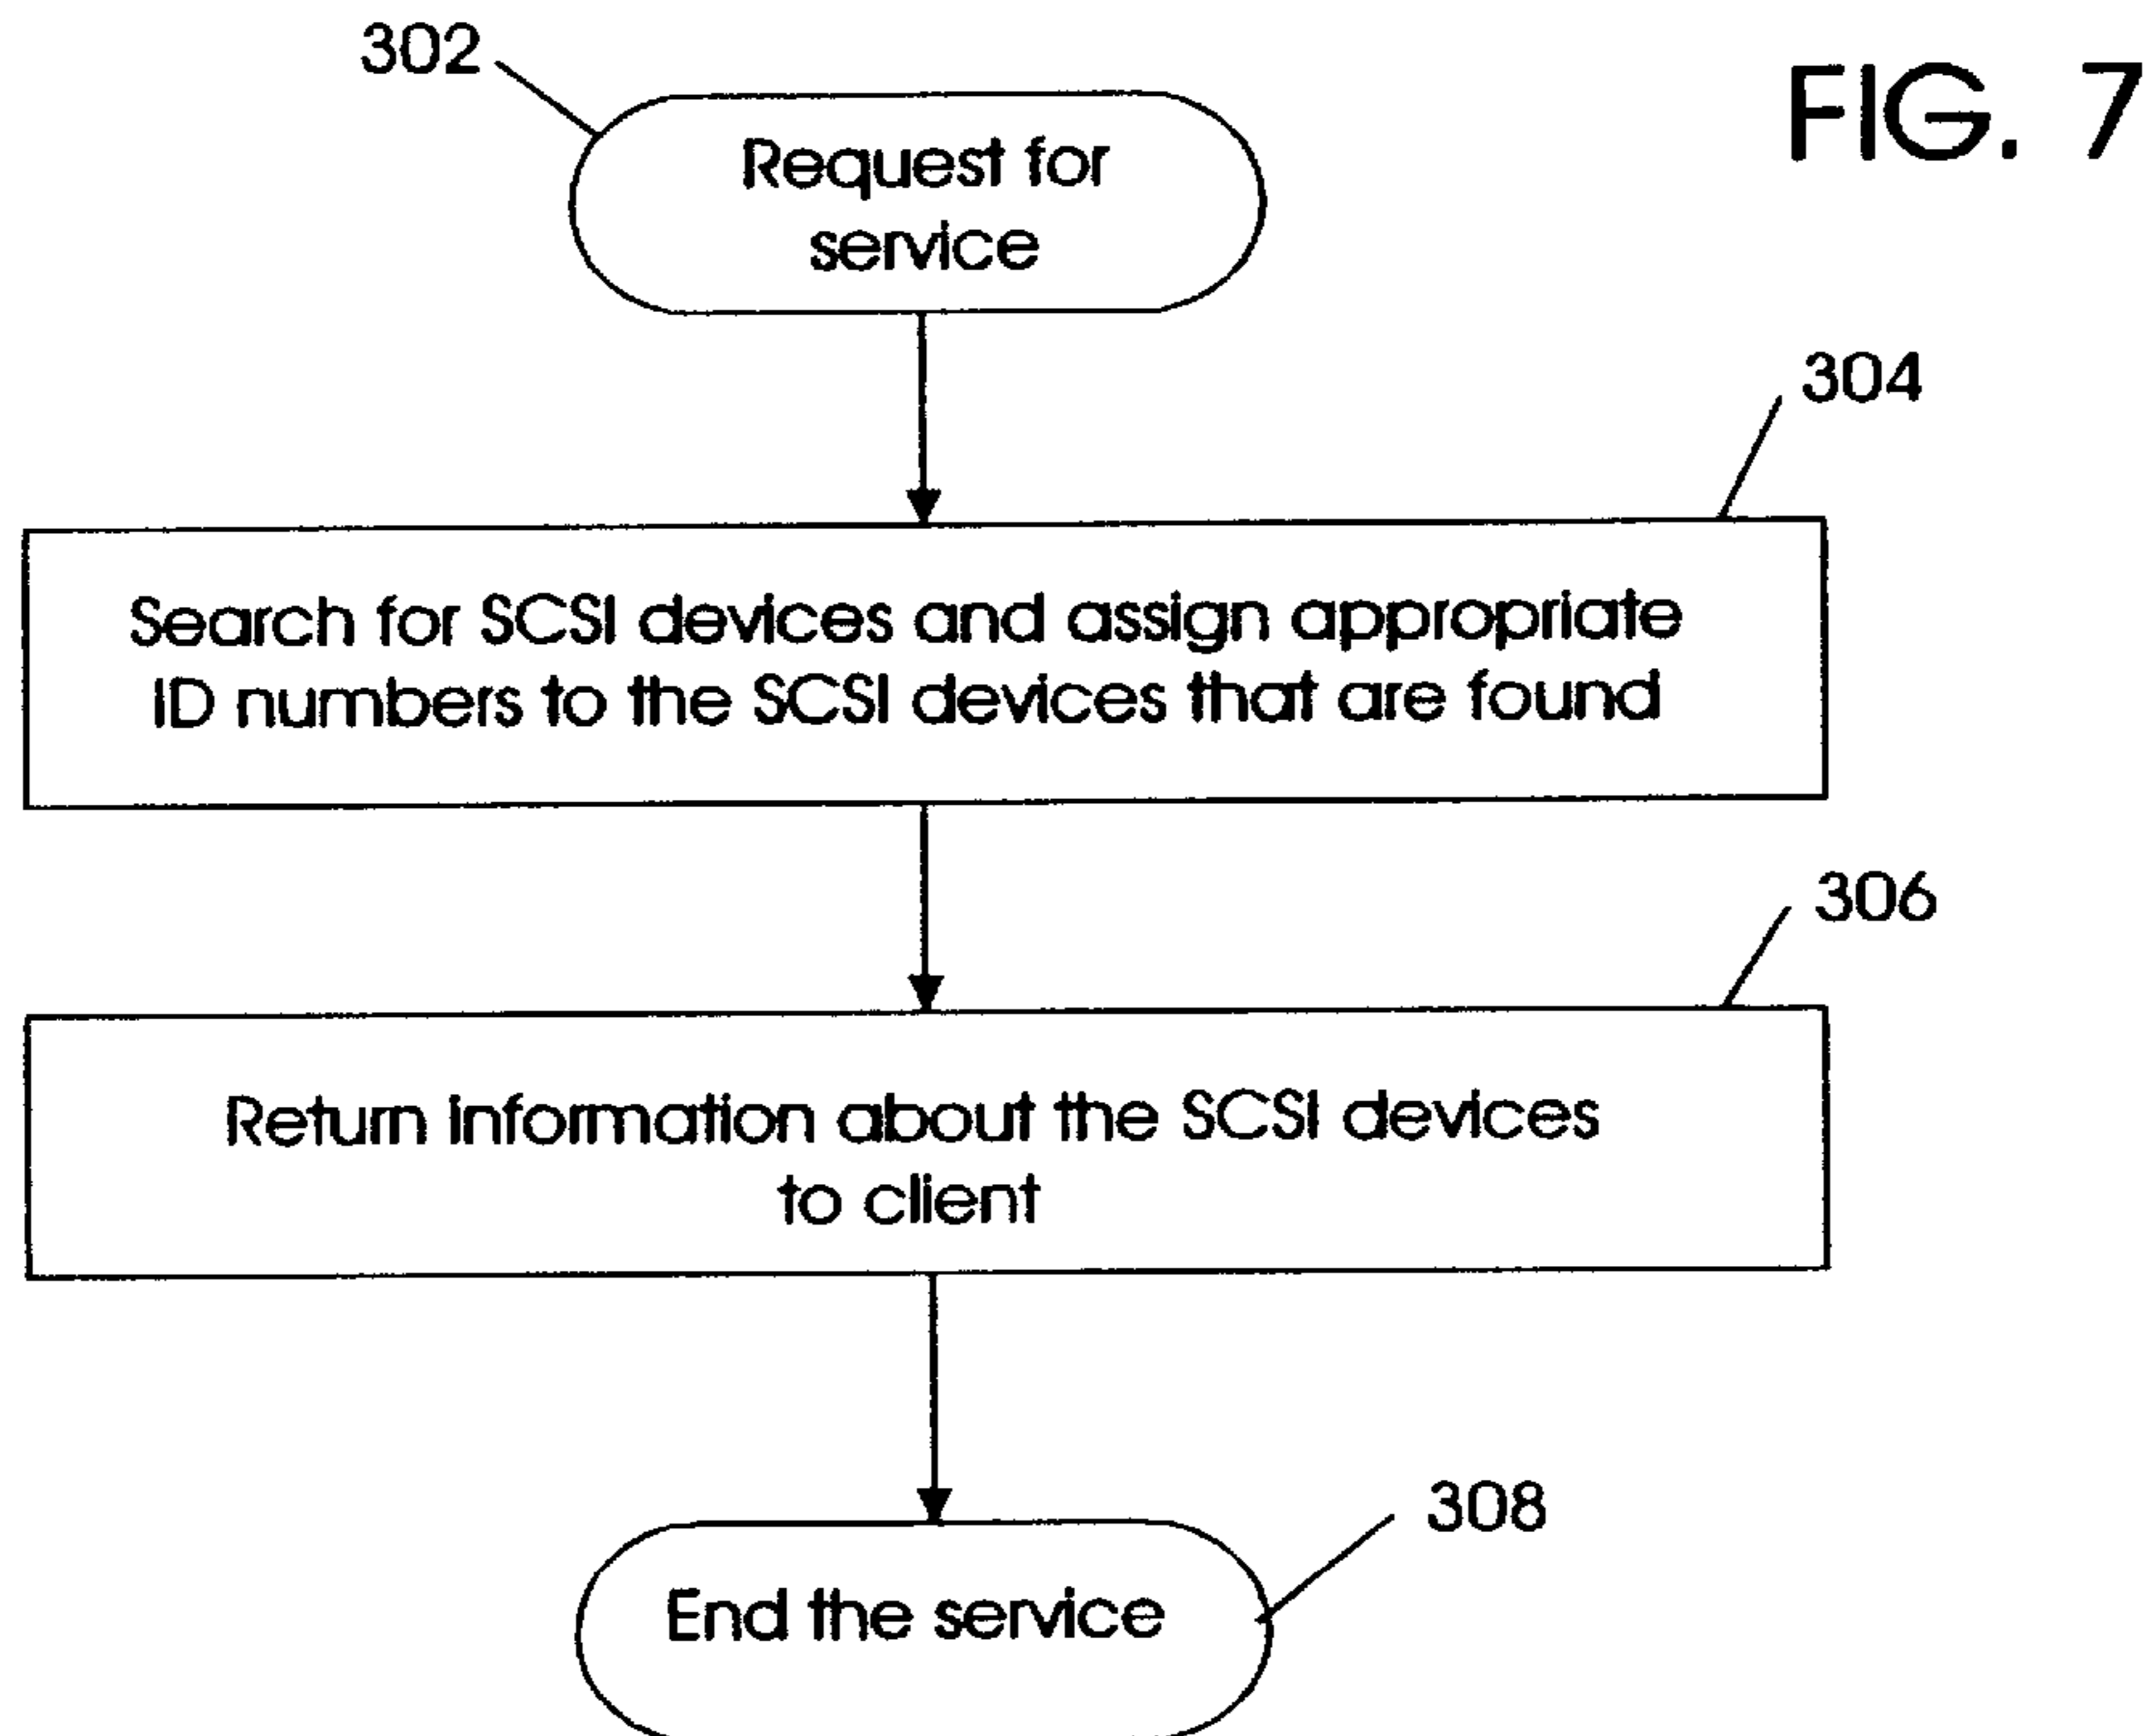 302
FIG. 7
Request for
service
304
Search for SCSI devices and assign appropriate
ID numbers to the SCSI devices that are found
306
Return information about the SCSI devices
to client
308
End the service